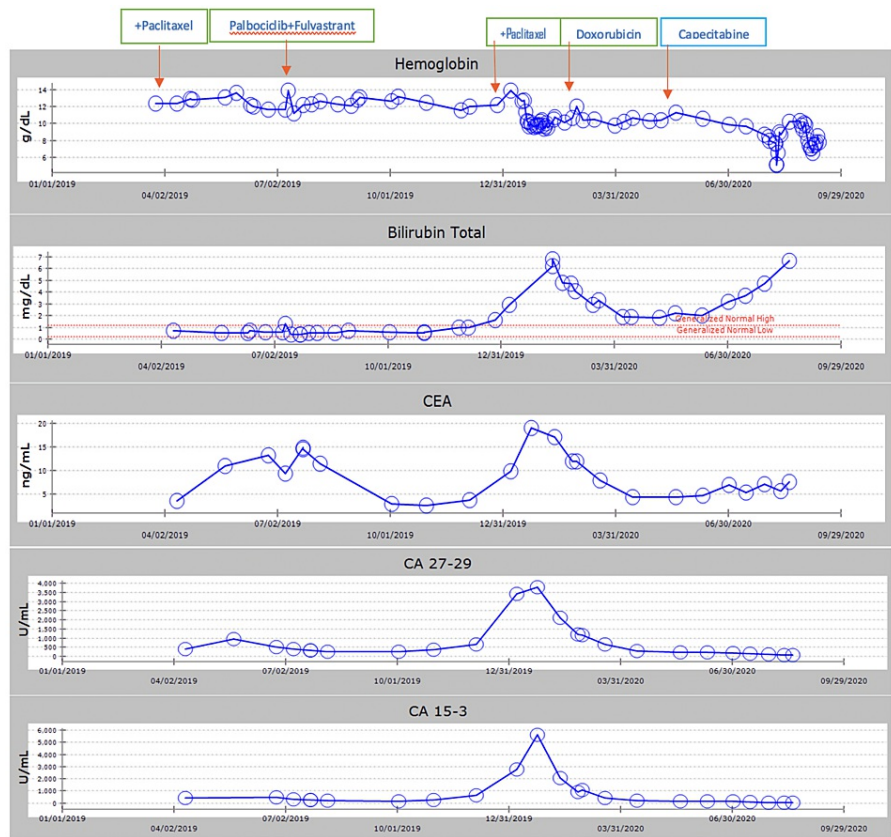 +Paclitaxel
Palbociclib+Fulvastrant
+Paclitaxel
Doxorubicin
Capecitabine
Hemoglobin
g/dL
14
12
10
8
6
01/01/2019 04/02/2019 07/02/2019 10/01/2019 12/31/2019 03/31/2020 06/30/2020 09/29/2020
Bilirubin Total
mg/dL
7
6
5
4
3
2
1
0
Generalized Normal High
Generalized Normal Low
01/01/2019 04/02/2019 07/02/2019 10/01/2019 12/31/2019 03/31/2020 06/30/2020 09/29/2020
CEA
ng/mL
20
15
10
5
01/01/2019 04/02/2019 07/02/2019 10/01/2019 12/31/2019 03/31/2020 06/30/2020 09/29/2020
CA 27-29
U/mL
4,000
3,500
3,000
2,500
2,000
1,500
1,000
500
0
01/01/2019 04/02/2019 07/02/2019 10/01/2019 12/31/2019 03/31/2020 06/30/2020 09/29/2020
CA 15-3
U/mL
6,000
5,000
4,000
3,000
2,000
1,000
0
01/01/2019 04/02/2019 07/02/2019 10/01/2019 12/31/2019 03/31/2020 06/30/2020 09/29/2020